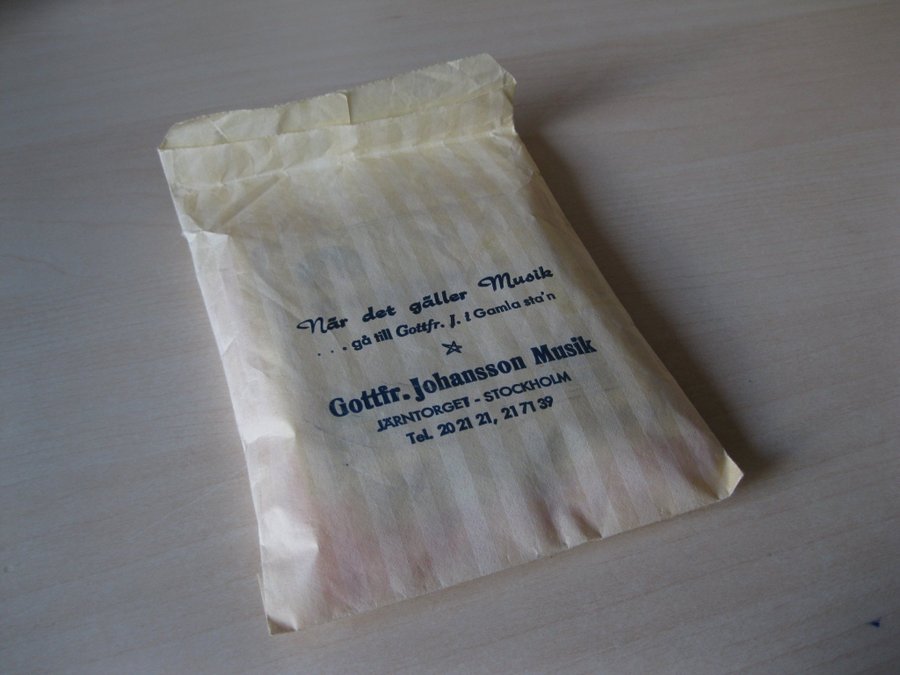 När det gäller Musik
... gå till Gottfr. J. i Gamla sta'n
Gottfr. Johansson Musik
JÄRNTORGET - STOCKHOLM
Tel. 20 21 21, 21 71 39